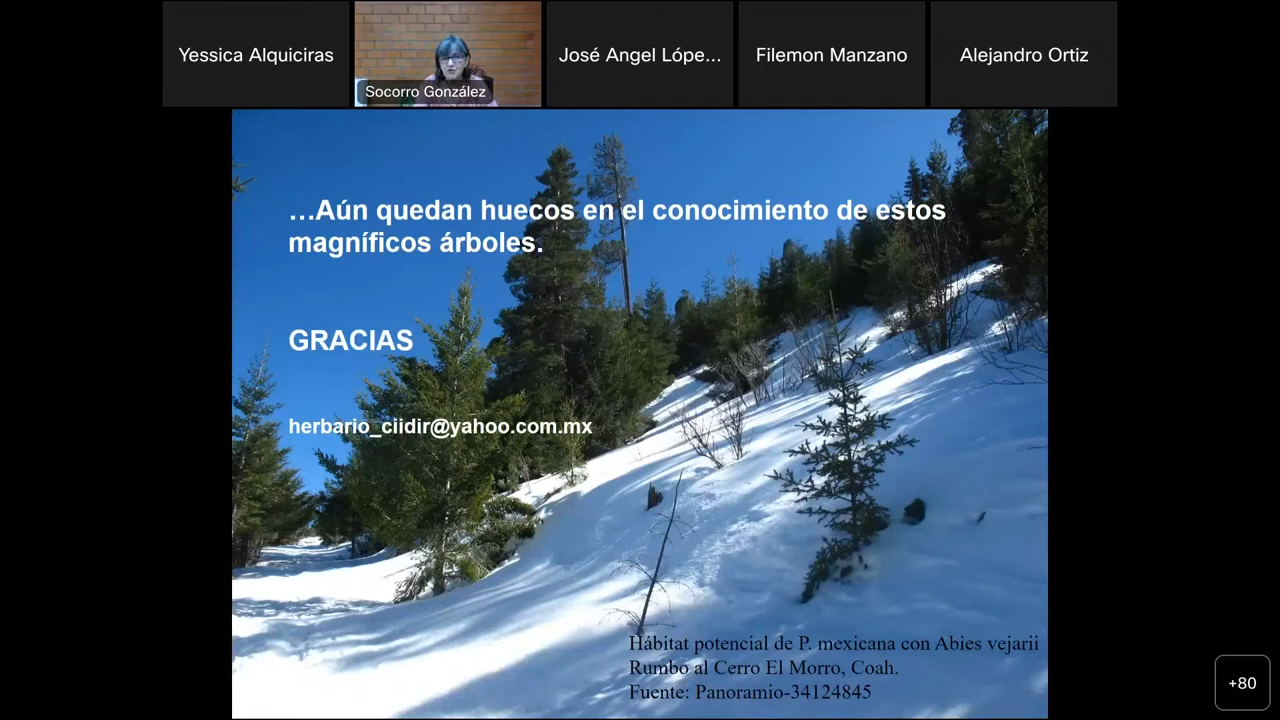 Yessica Alquiciras
Socorro González
José Angel Lópe...
Filemon Manzano
Alejandro Ortiz
...Aún quedan huecos en el conocimiento de estos
magníficos árboles.
GRACIAS
herbario_ciidir@yahoo.com.mx
Hábitat potencial de P. mexicana con Abies vejarii
Rumbo al Cerro El Morro, Coah.
Fuente: Panoramio-34124845
+80